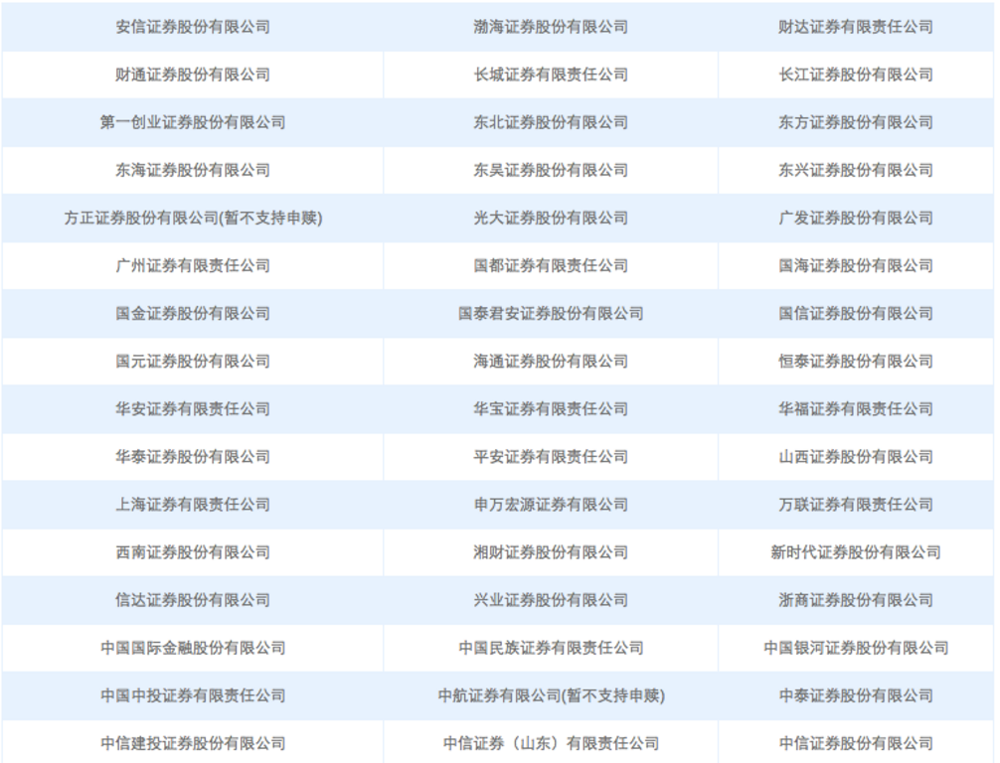 安信证券股份有限公司 渤海证券股份有限公司 财达证券有限责任公司
财通证券股份有限公司 长城证券有限责任公司 长江证券股份有限公司
第一创业证券股份有限公司 东北证券股份有限公司 东方证券股份有限公司
东海证券股份有限公司 东吴证券股份有限公司 东兴证券股份有限公司
方正证券股份有限公司(暂不支持申赎) 光大证券股份有限公司 广发证券股份有限公司
广州证券有限责任公司 国都证券有限责任公司 国海证券股份有限公司
国金证券股份有限公司 国泰君安证券股份有限公司 国信证券股份有限公司
国元证券股份有限公司 海通证券股份有限公司 恒泰证券股份有限公司
华安证券有限责任公司 华宝证券有限责任公司 华福证券有限责任公司
华泰证券股份有限公司 平安证券有限责任公司 山西证券股份有限公司
上海证券有限责任公司 申万宏源证券有限公司 万联证券有限责任公司
西南证券股份有限公司 湘财证券股份有限公司 新时代证券股份有限公司
信达证券股份有限公司 兴业证券股份有限公司 浙商证券股份有限公司
中国国际金融股份有限公司 中国民族证券有限责任公司 中国银河证券股份有限公司
中国中投证券有限责任公司 中航证券有限公司(暂不支持申赎) 中泰证券股份有限公司
中信建投证券股份有限公司 中信证券（山东）有限责任公司 中信证券股份有限公司